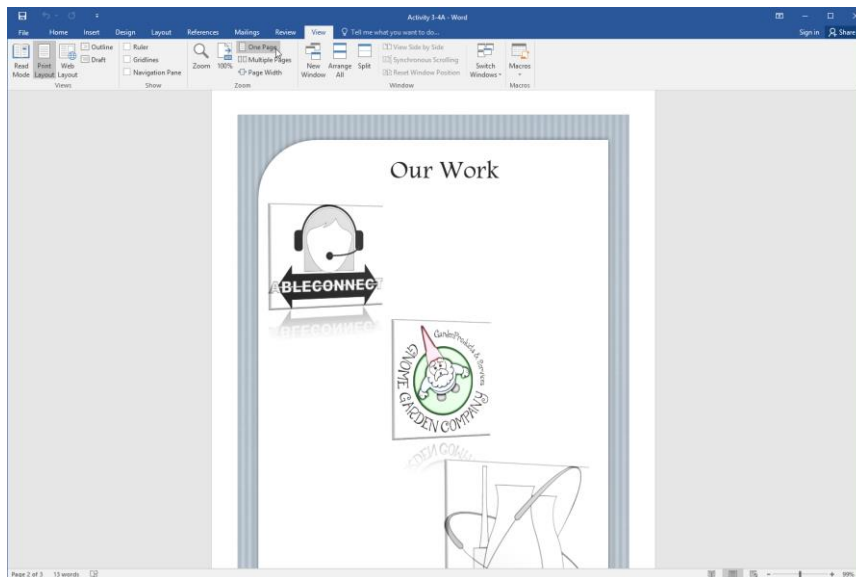 Activity 3-4A - Word
File Home Insert Design Layout References Mailings Review View Tell me what you want to do... Sign in Share
Read Mode
Print Layout
Web Layout
Outline
Draft
Views
Ruler
Gridlines
Navigation Pane
Show
Zoom
100%
One Page
Multiple Pages
Page Width
Zoom
New Window
Arrange All
Split
View Side by Side
Synchronous Scrolling
Reset Window Position
Window
Switch Windows
Macros
Macros
Our Work
ABLECONNECT
Garden Products & Services
GNOME GARDEN COMPANY
Page 2 of 3 13 words 99%